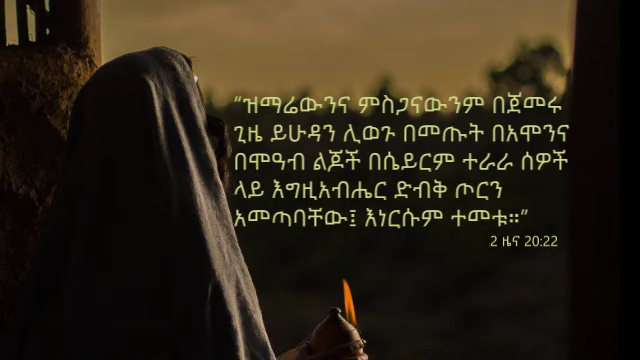 “ዝማሬውንና ምስጋናውንም በጀመሩ
ጊዜ ይሁዳን ሊወጉ በመጡት በአሞንና
በሞዓብ ልጆች በሴይርም ተራራ ሰዎች
ላይ እግዚአብሔር ድብቅ ጦርን
አመጣባቸው፤ እነርሱም ተመቱ።”
2 ዜና 20:22